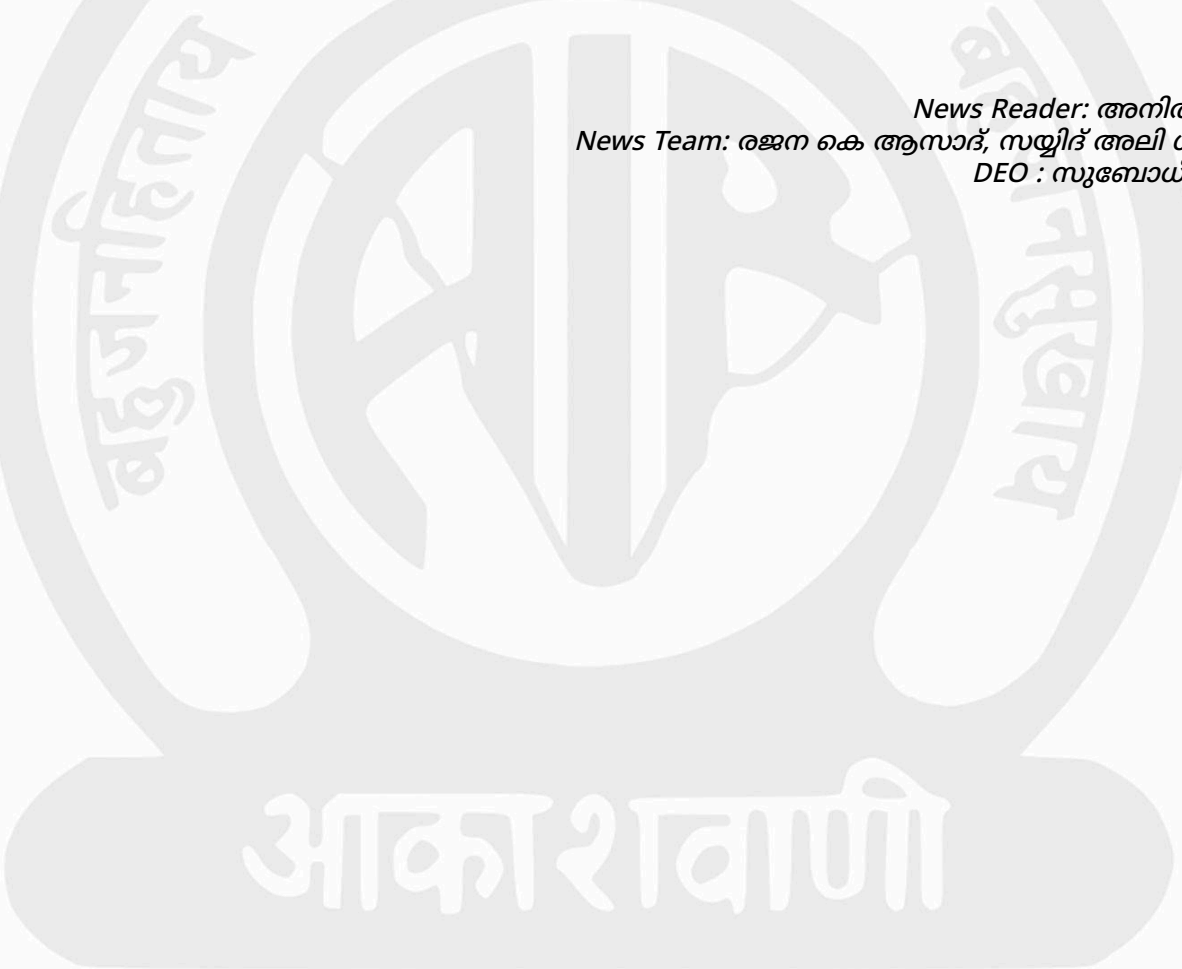 News Reader:
News Team: രജന കെ ആസാദ്, സയ്യിദ് അലി
DEO :
बहुजनहिताय
बहुजनसुखाय
आकाशवाणी